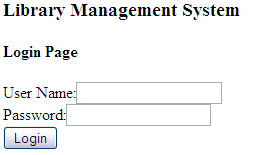 Library Management System
Login Page
User Name:
Password:
Login